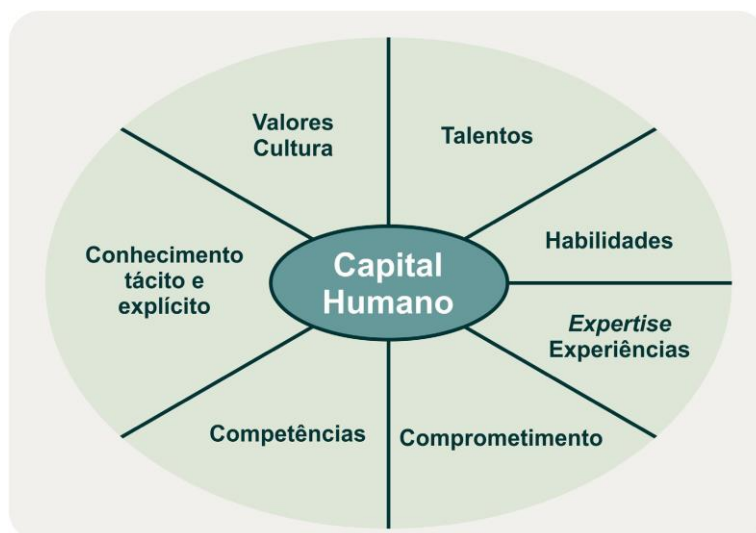 Valores
Cultura
Talentos
Conhecimento
tácito e
explícito
Capital
Humano
Habilidades
Expertise
Experiências
Competências
Comprometimento